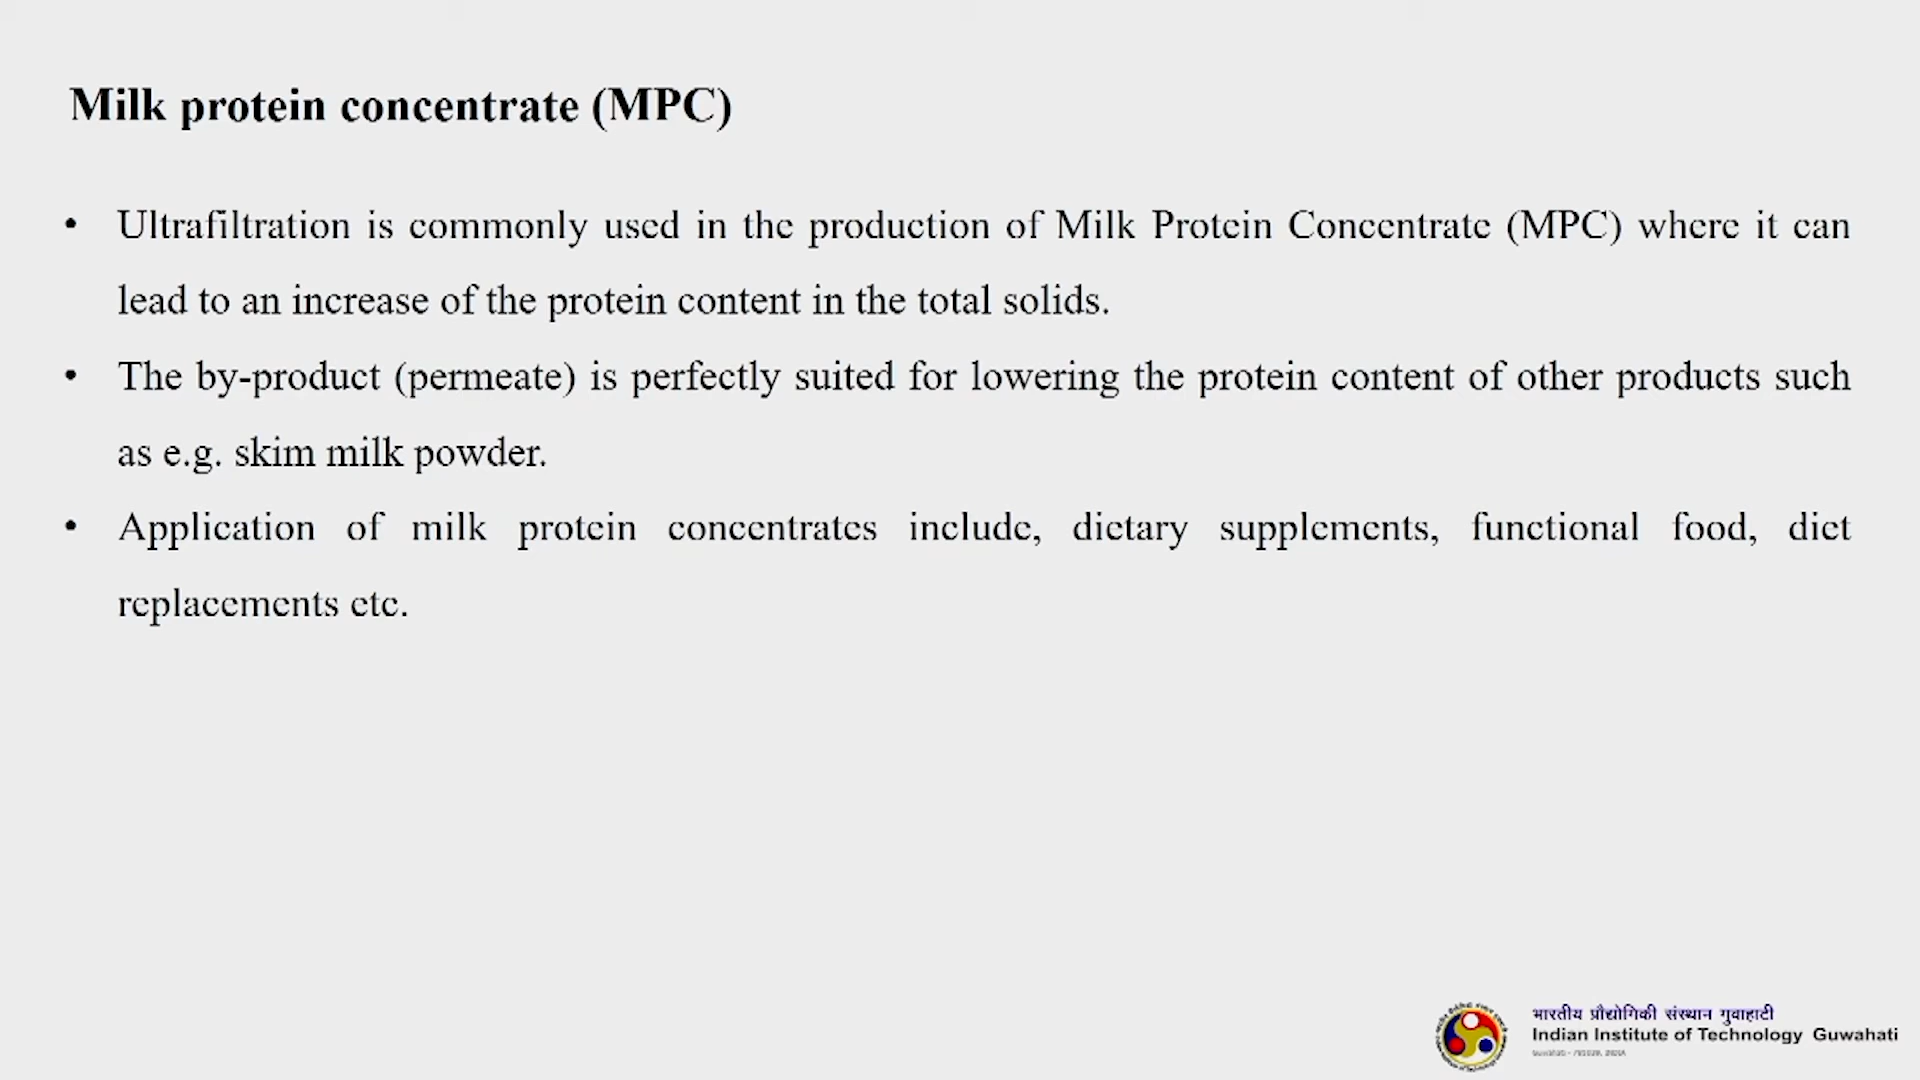 Milk protein concentrate (MPC)
• Ultrafiltration is commonly used in the production of Milk Protein Concentrate (MPC) where it can
lead to an increase of the protein content in the total solids.
• The by-product (permeate) is perfectly suited for lowering the protein content of other products such
as e.g. skim milk powder.
• Application of milk protein concentrates include, dietary supplements, functional food, diet
replacements etc.
भारतीय प्रौद्योगिकी संस्थान गुवाहाटी
Indian Institute of Technology Guwahati